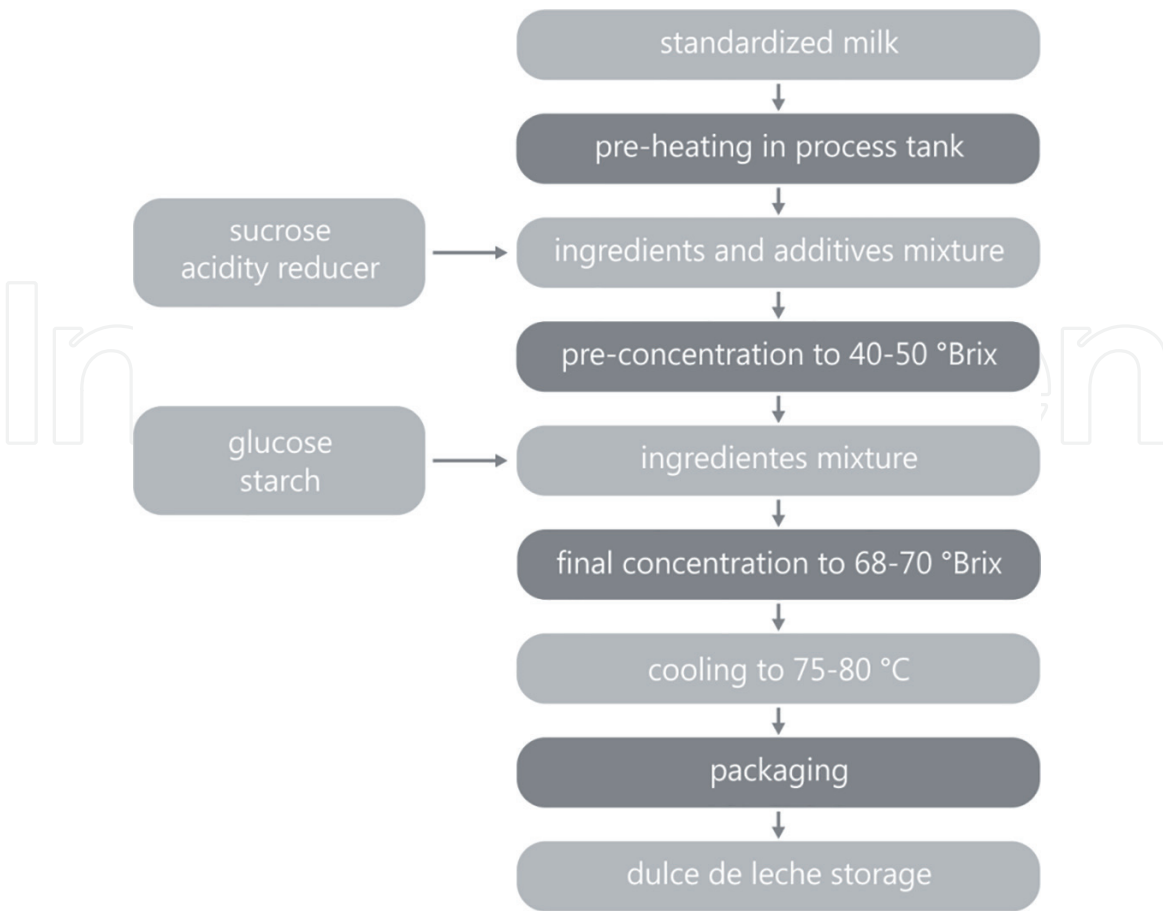 standardized milk
pre-heating in process tank
sucrose
acidity reducer
ingredients and additives mixture
pre-concentration to 40-50 °Brix
glucose
starch
ingredientes mixture
final concentration to 68-70 °Brix
cooling to 75-80 °C
packaging
dulce de leche storage